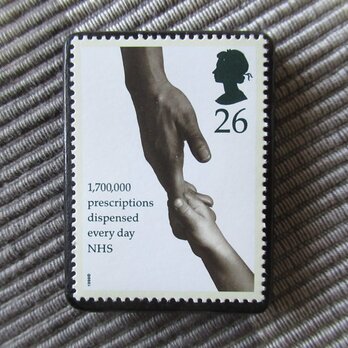 26
1,700,000
prescriptions
dispensed
every day
NHS